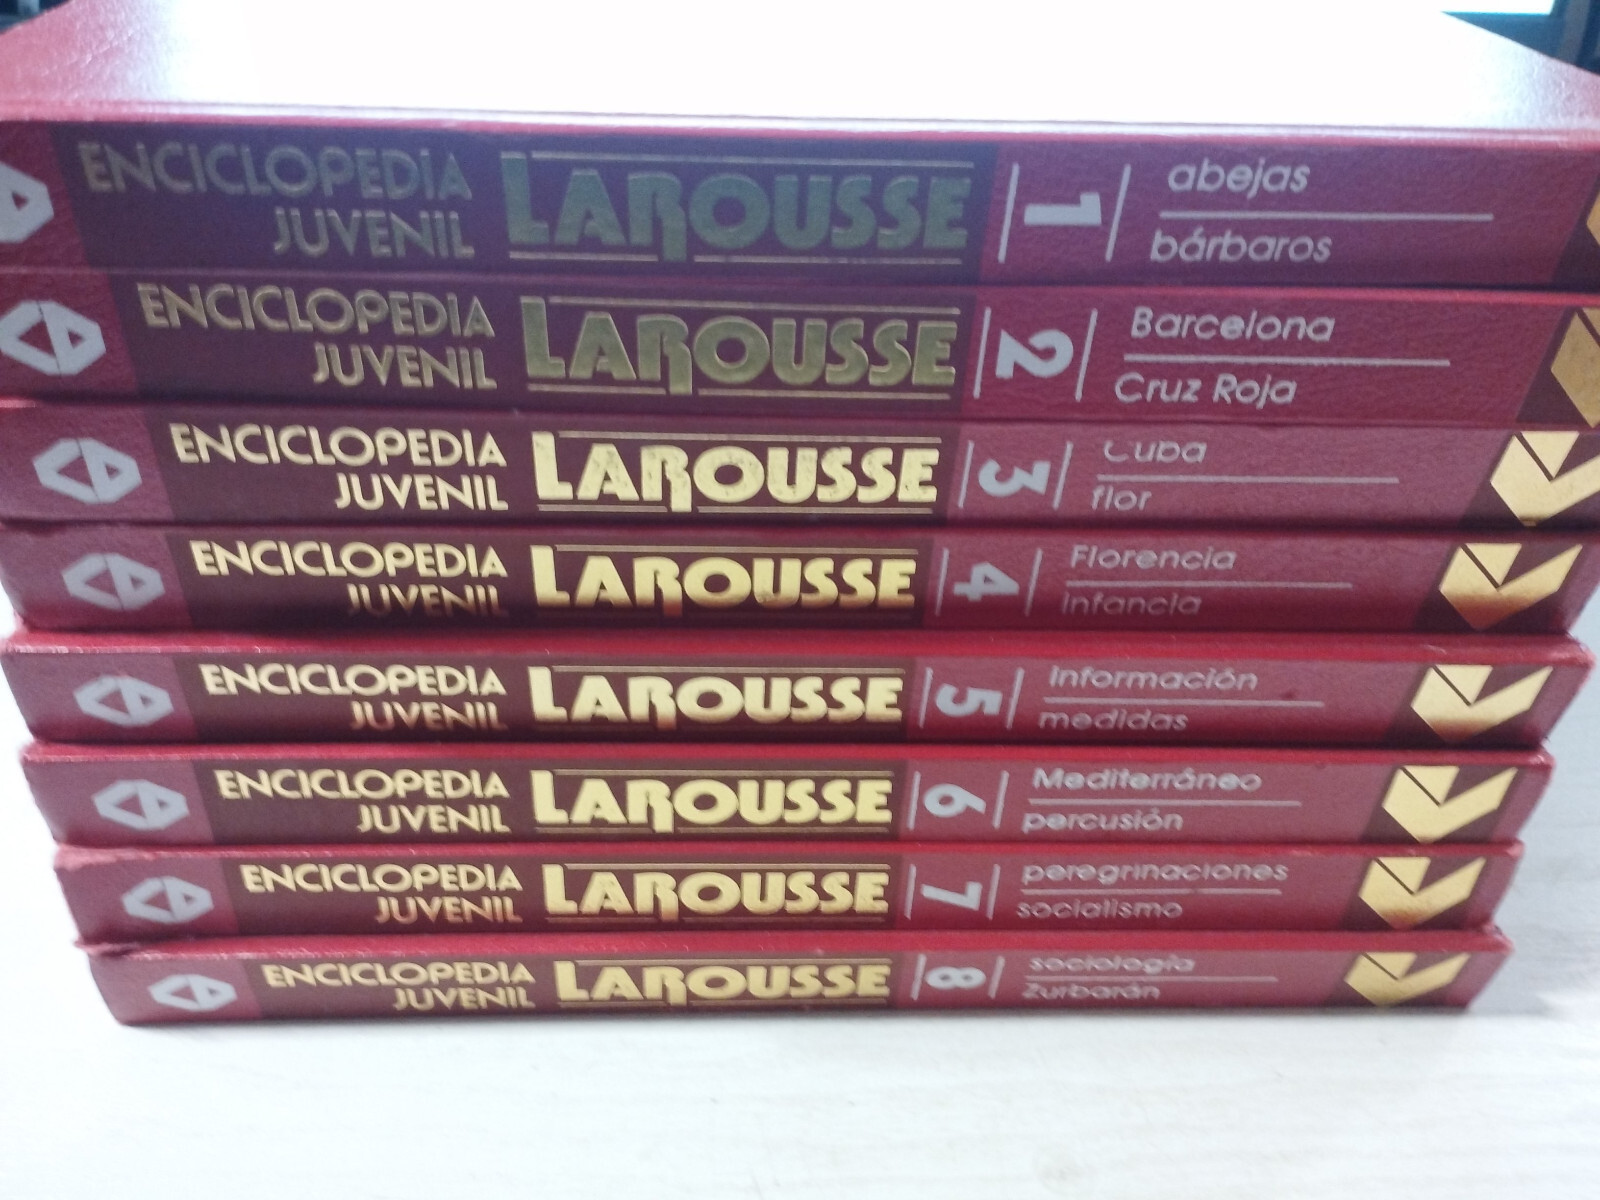 ENCICLOPEDIA
JUVENIL
LAROUSSE
1
abejas
bárbaros
ENCICLOPEDIA
JUVENIL
LAROUSSE
2
Barcelona
Cruz Roja
ENCICLOPEDIA
JUVENIL
LAROUSSE
3
Cuba
flor
ENCICLOPEDIA
JUVENIL
LAROUSSE
4
Florencia
infancia
ENCICLOPEDIA
JUVENIL
LAROUSSE
5
Información
medidas
ENCICLOPEDIA
JUVENIL
LAROUSSE
6
Mediterráneo
percusión
ENCICLOPEDIA
JUVENIL
LAROUSSE
7
peregrinaciones
socialismo
ENCICLOPEDIA
JUVENIL
LAROUSSE
8
sociología
Zurbarán